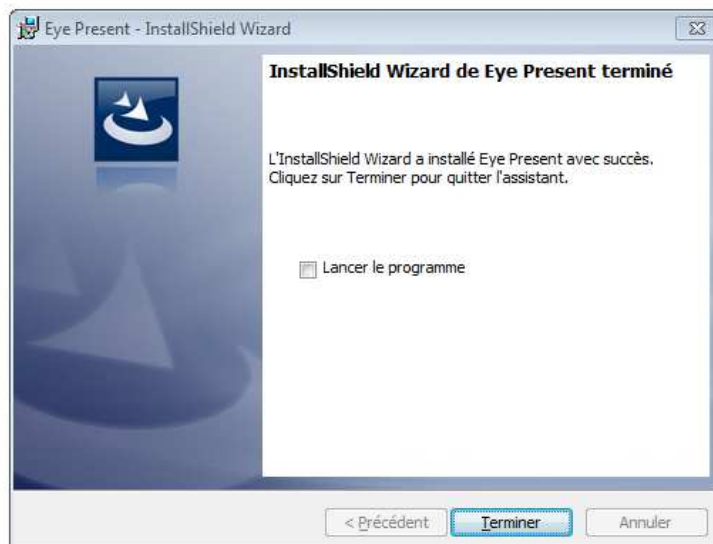 Eye Present - InstallShield Wizard
InstallShield Wizard de Eye Present terminé
L'InstallShield Wizard a installé Eye Present avec succès.
Cliquez sur Terminer pour quitter l'assistant.
Lancer le programme
< Précédent Terminer Annuler